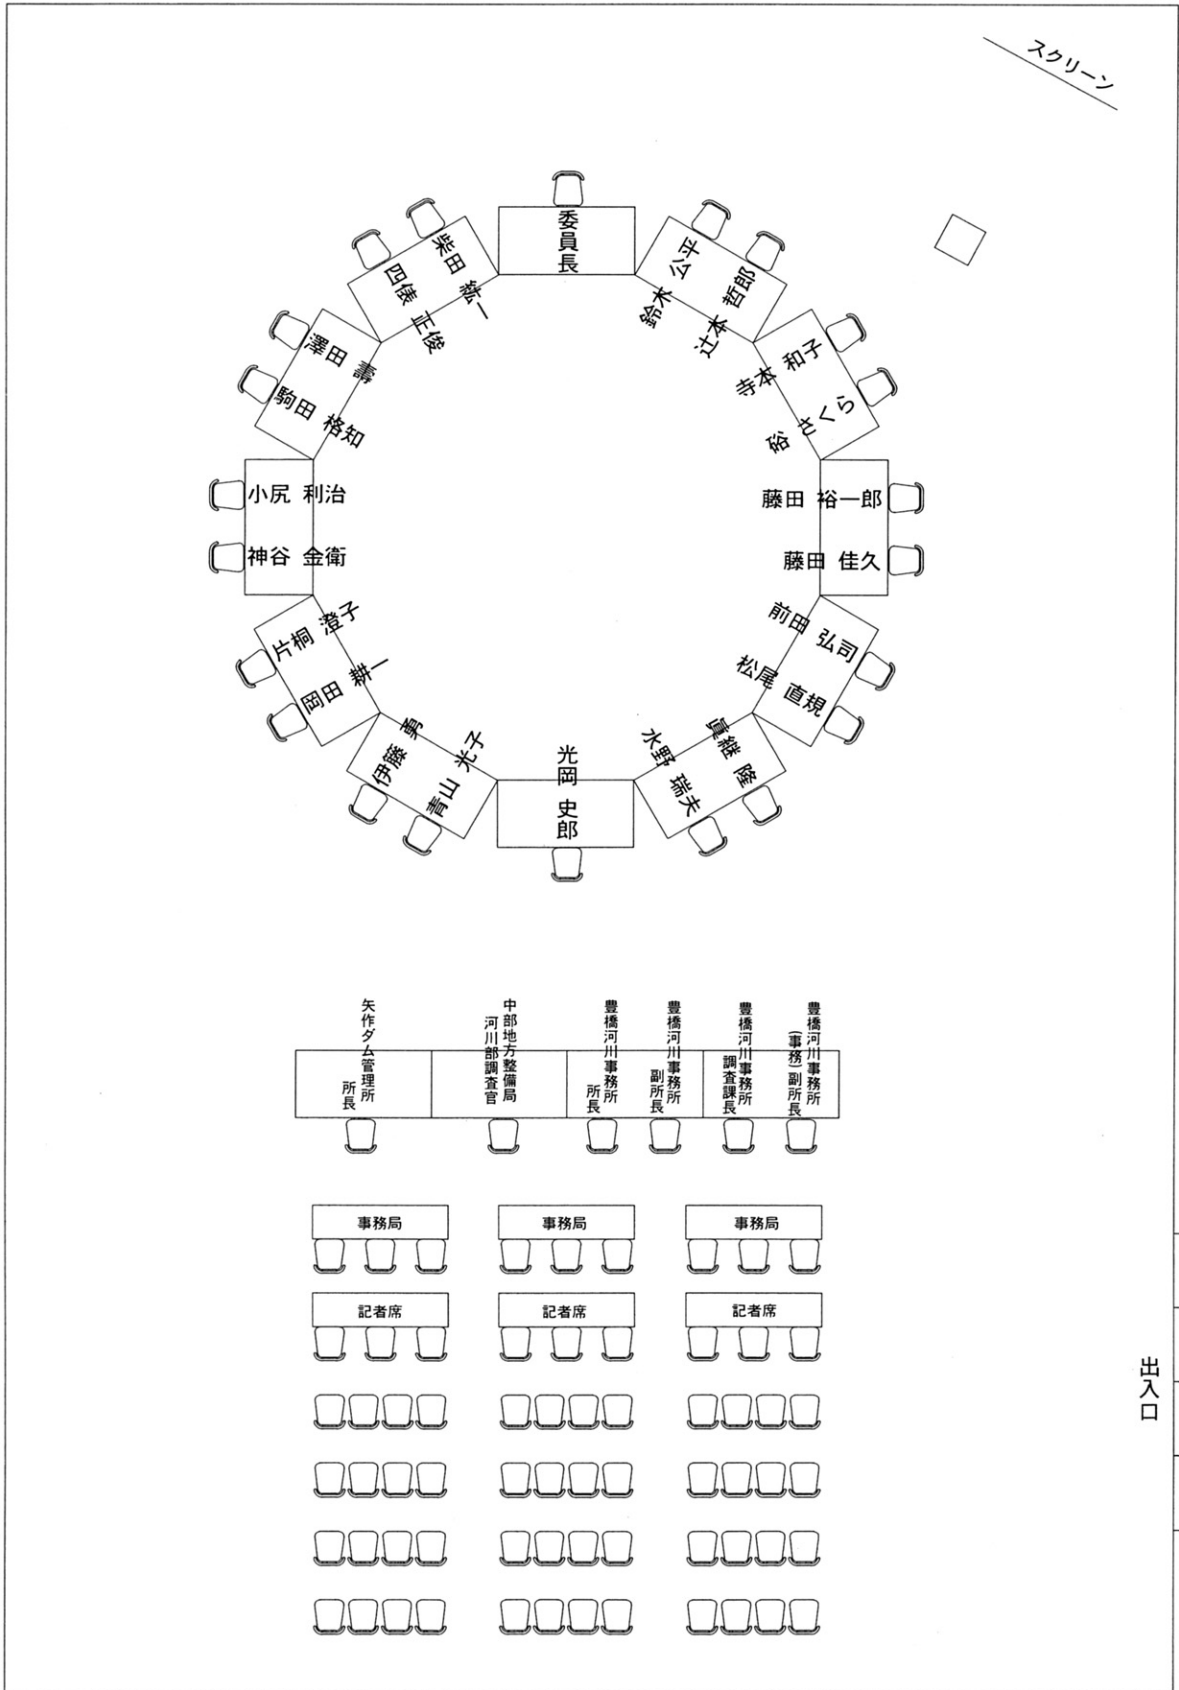 スクリーン
委員長
鈴木 公平
辻本 哲郎
寺本 和子
硲 さくら
藤田 裕一郎
藤田 佳久
前田 弘司
松尾 直規
眞継 隆
水野 瑞夫
光岡 史郎
青山 光子
伊藤 勇
岡田 耕一
片桐 澄子
神谷 金衛
小尻 利治
駒田 格知
澤田 壽
四俵 正俊
柴田 紘一
矢作ダム管理所
所長
中部地方整備局
河川部調査官
豊橋河川事務所
所長
豊橋河川事務所
副所長
豊橋河川事務所
調査課長
豊橋河川事務所
(事務)副所長
事務局
事務局
事務局
記者席
記者席
記者席
出入口